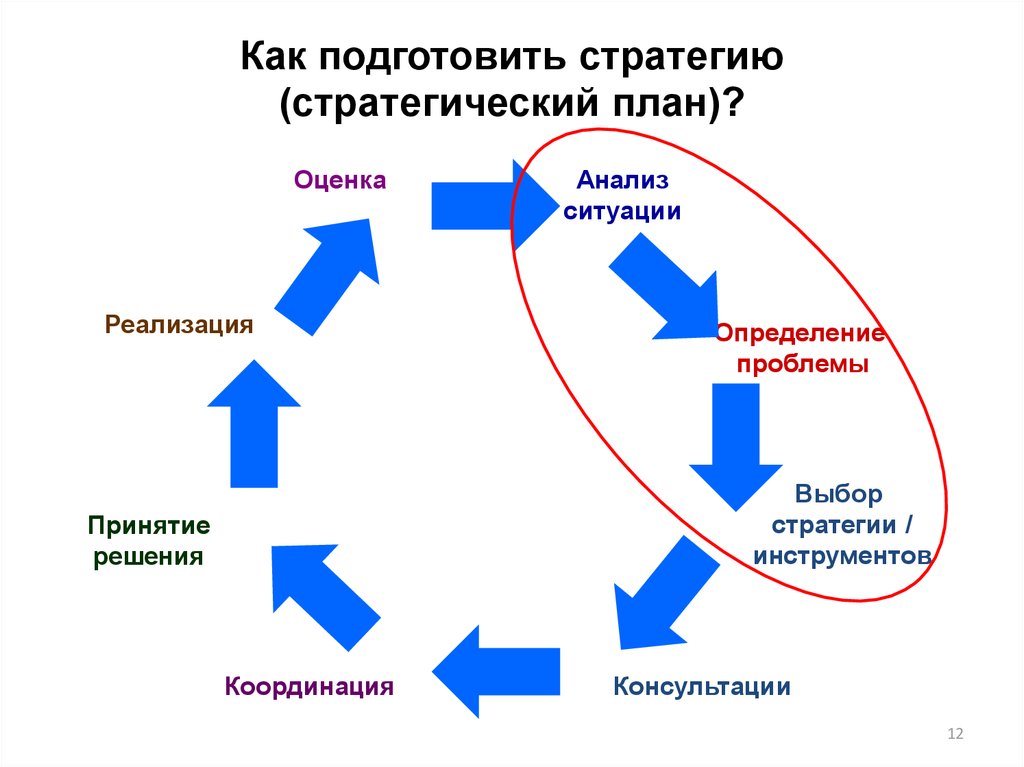 Как подготовить стратегию
(стратегический план)?
Оценка
Анализ
ситуации
Определение
проблемы
Выбор
стратегии /
инструментов
Консультации
Координация
Принятие
решения
Реализация
12